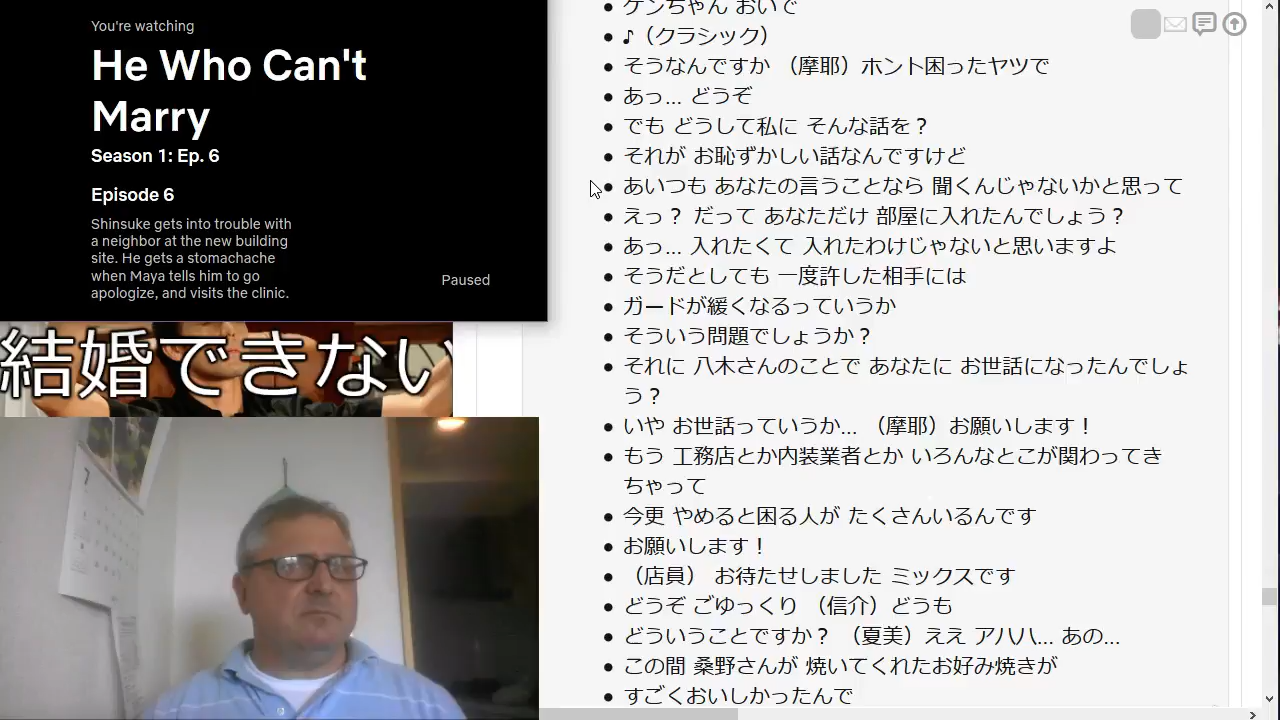 You're watching
He Who Can't
Marry
Season 1: Ep. 6
Episode 6
Shinsuke gets into trouble with
a neighbor at the new building
site. He gets a stomachache
when Maya tells him to go
apologize, and visits the clinic.
Paused
結婚できない
7
ケンちゃん おいで
♪（クラシック）
そうなんですか （摩耶）ホント困ったヤツで
あっ… どうぞ
でも どうして私に そんな話を？
それが お恥ずかしい話なんですけど
あいつも あなたの言うことなら 聞くんじゃないかと思って
えっ？ だって あなただけ 部屋に入れたんでしょう？
あっ… 入れたくて 入れたわけじゃないと思いますよ
そうだとしても 一度許した相手には
ガードが緩くなるっていうか
そういう問題でしょうか？
それに 八木さんのことで あなたに お世話になったんでしょ
う？
いや お世話っていうか… （摩耶）お願いします！
もう 工務店とか内装業者とか いろんなとこが関わってき
ちゃって
今更 やめると困る人が たくさんいるんです
お願いします！
（店員） お待たせしました ミックスです
どうぞ ごゆっくり （信介）どうも
どういうことですか？ （夏美）ええ アハハ… あの…
この間 桑野さんが 焼いてくれたお好み焼きが
すごくおいしかったんで